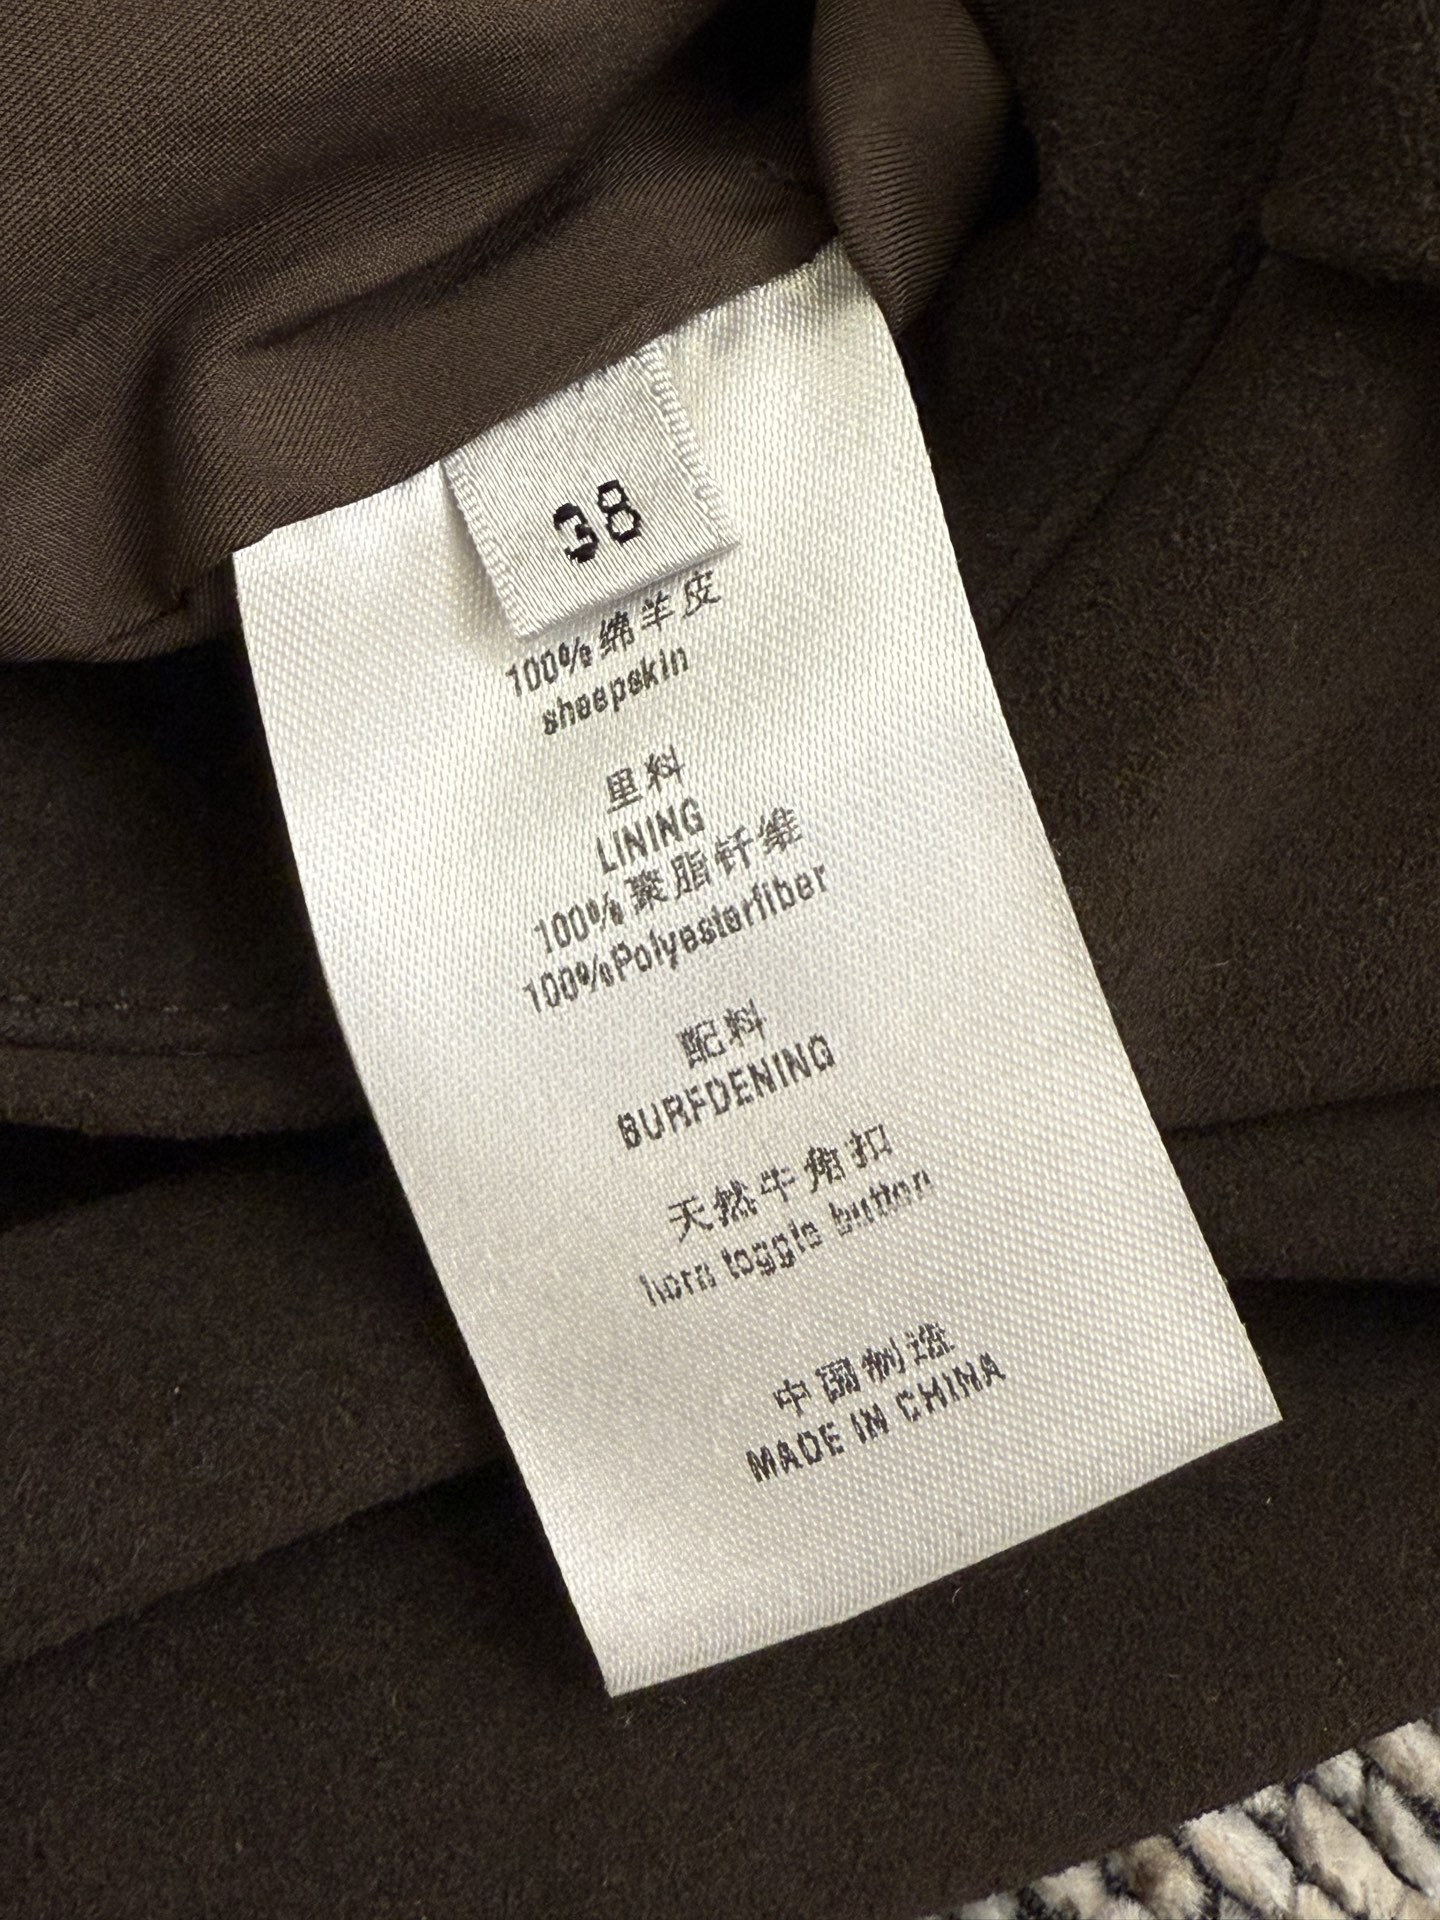 38
100%绵羊皮
sheepskin
里料
LINING
100%聚脂钎维
100%Polyesterfiber
配料
BURFDENING
天然牛角扣
horn toggle button
中国制造
MADE IN CHINA